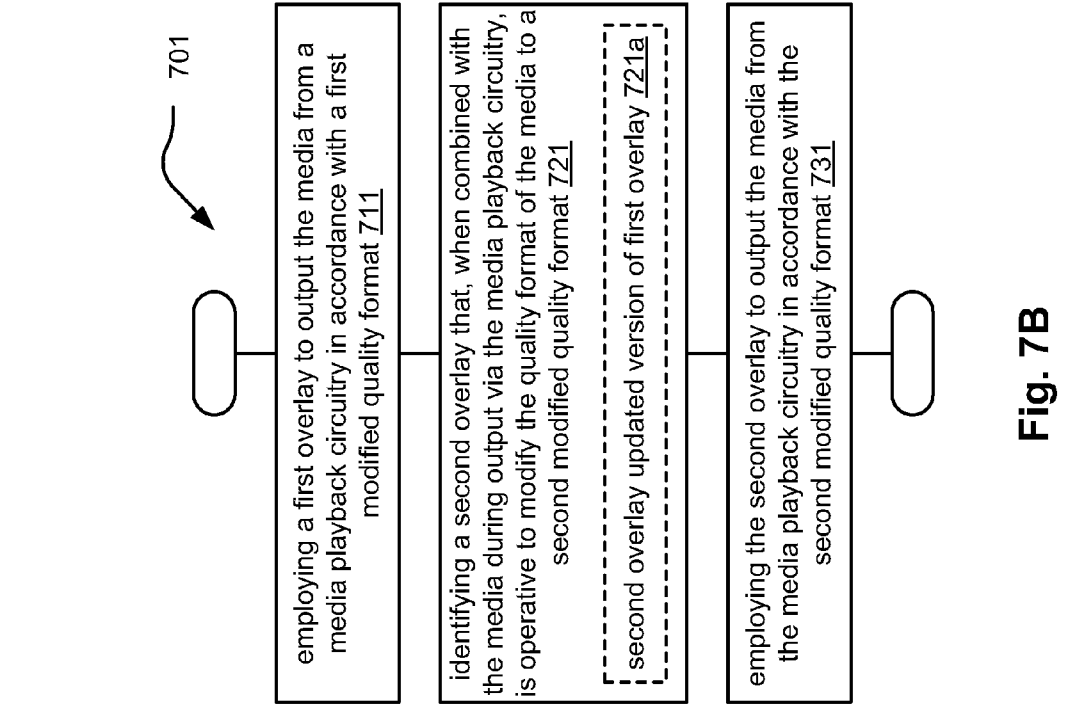 701
employing a first overlay to output the media from a
media playback circuitry in accordance with a first
modified quality format 711
identifying a second overlay that, when combined with
the media during output via the media playback circuitry,
is operative to modify the quality format of the media to a
second modified quality format 721
second overlay updated version of first overlay 721a
employing the second overlay to output the media from
the media playback circuitry in accordance with the
second modified quality format 731
Fig. 7B